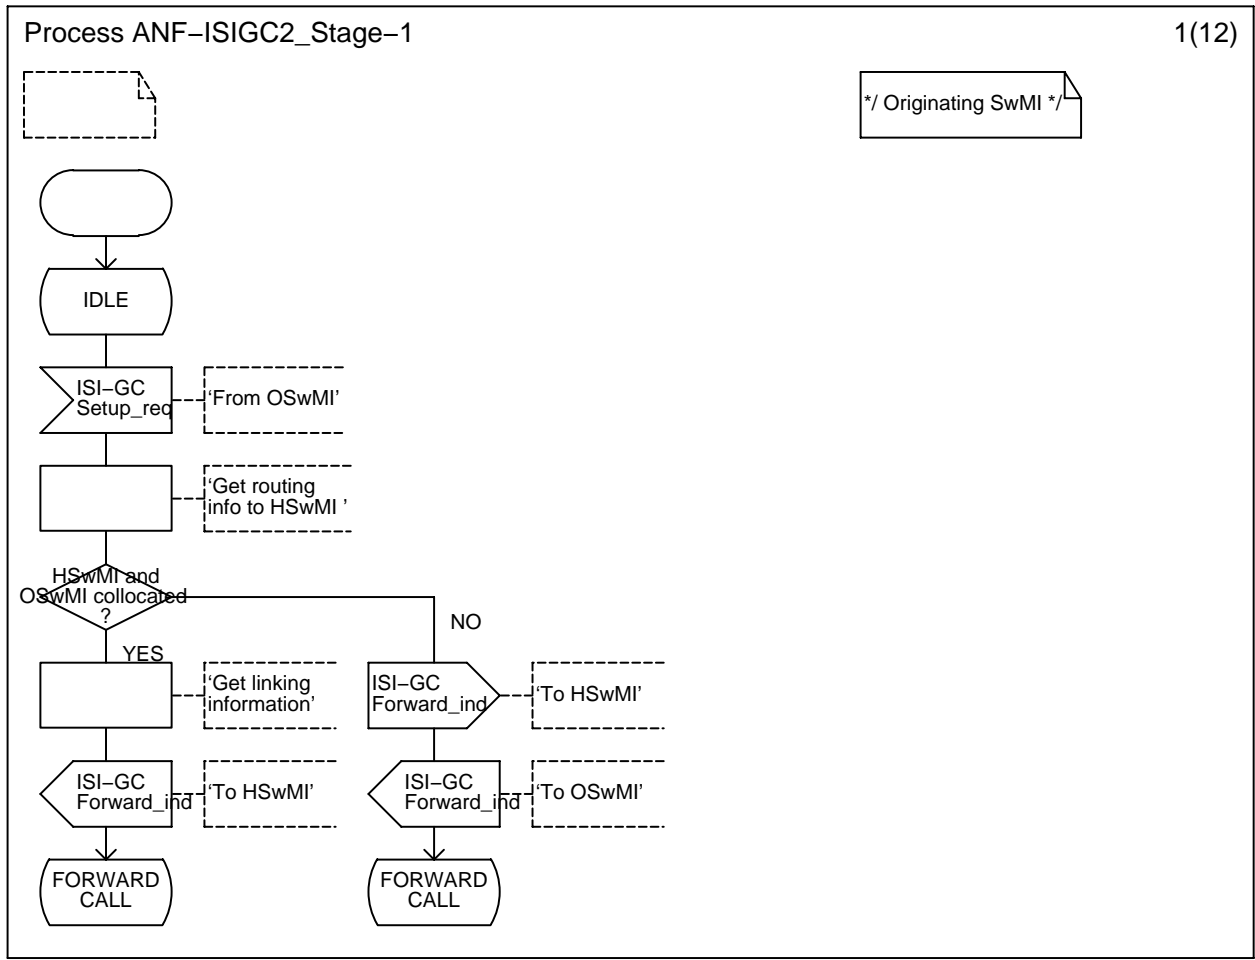 Process ANF−ISIGC2_Stage−1
1(12)
*/ Originating SwMI */
IDLE
ISI−GC
Setup_req
‘From OSwMI’
‘Get routing
info to HSwMI ’
HSwMI and
OSwMI collocated
?
NO
YES
‘Get linking
information’
ISI−GC
Forward_ind
‘To HSwMI’
ISI−GC
Forward_ind
‘To HSwMI’
ISI−GC
Forward_ind
‘To OSwMI’
FORWARD
CALL
FORWARD
CALL